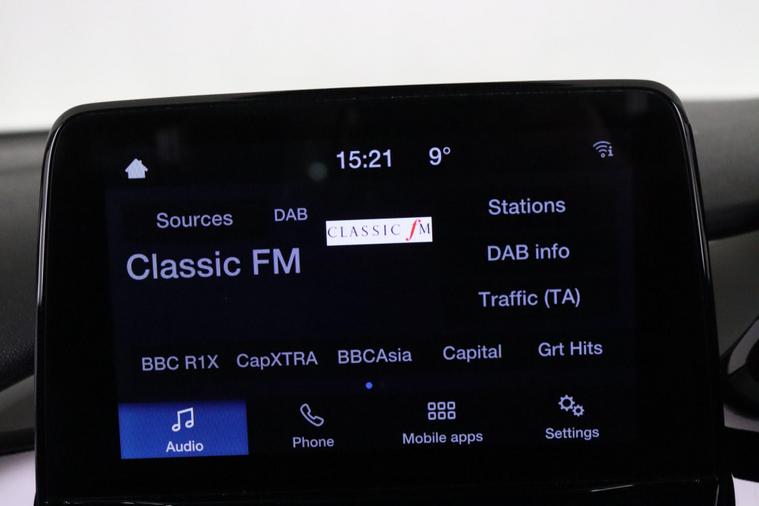 15:21 9°
Sources DAB Stations
CLASSIC fM
Classic FM
DAB info
Traffic (TA)
BBC R1X CapXTRA BBCAsia Capital Grt Hits
Audio Phone Mobile apps Settings